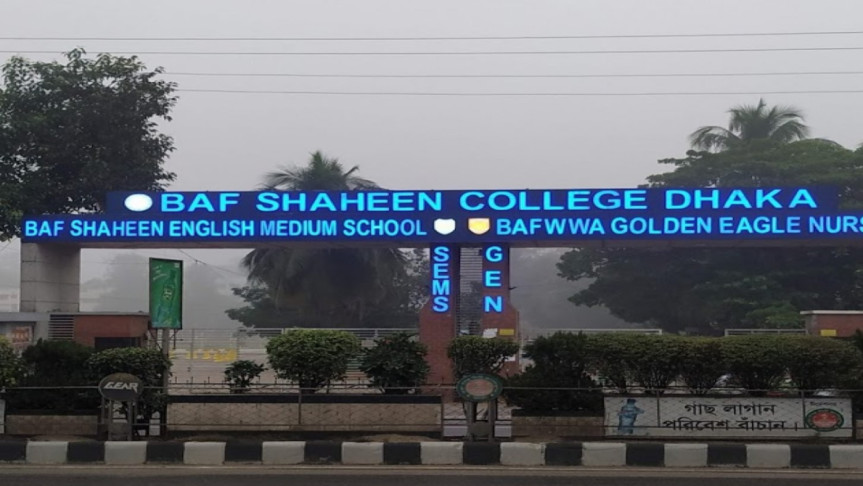 BAF SHAHEEN COLLEGE DHAKA
BAF SHAHEEN ENGLISH MEDIUM SCHOOL
BAFWWA GOLDEN EAGLE NURS
SEMS
GEN
গাছ লাগান
পরিবেশ বাঁচান।